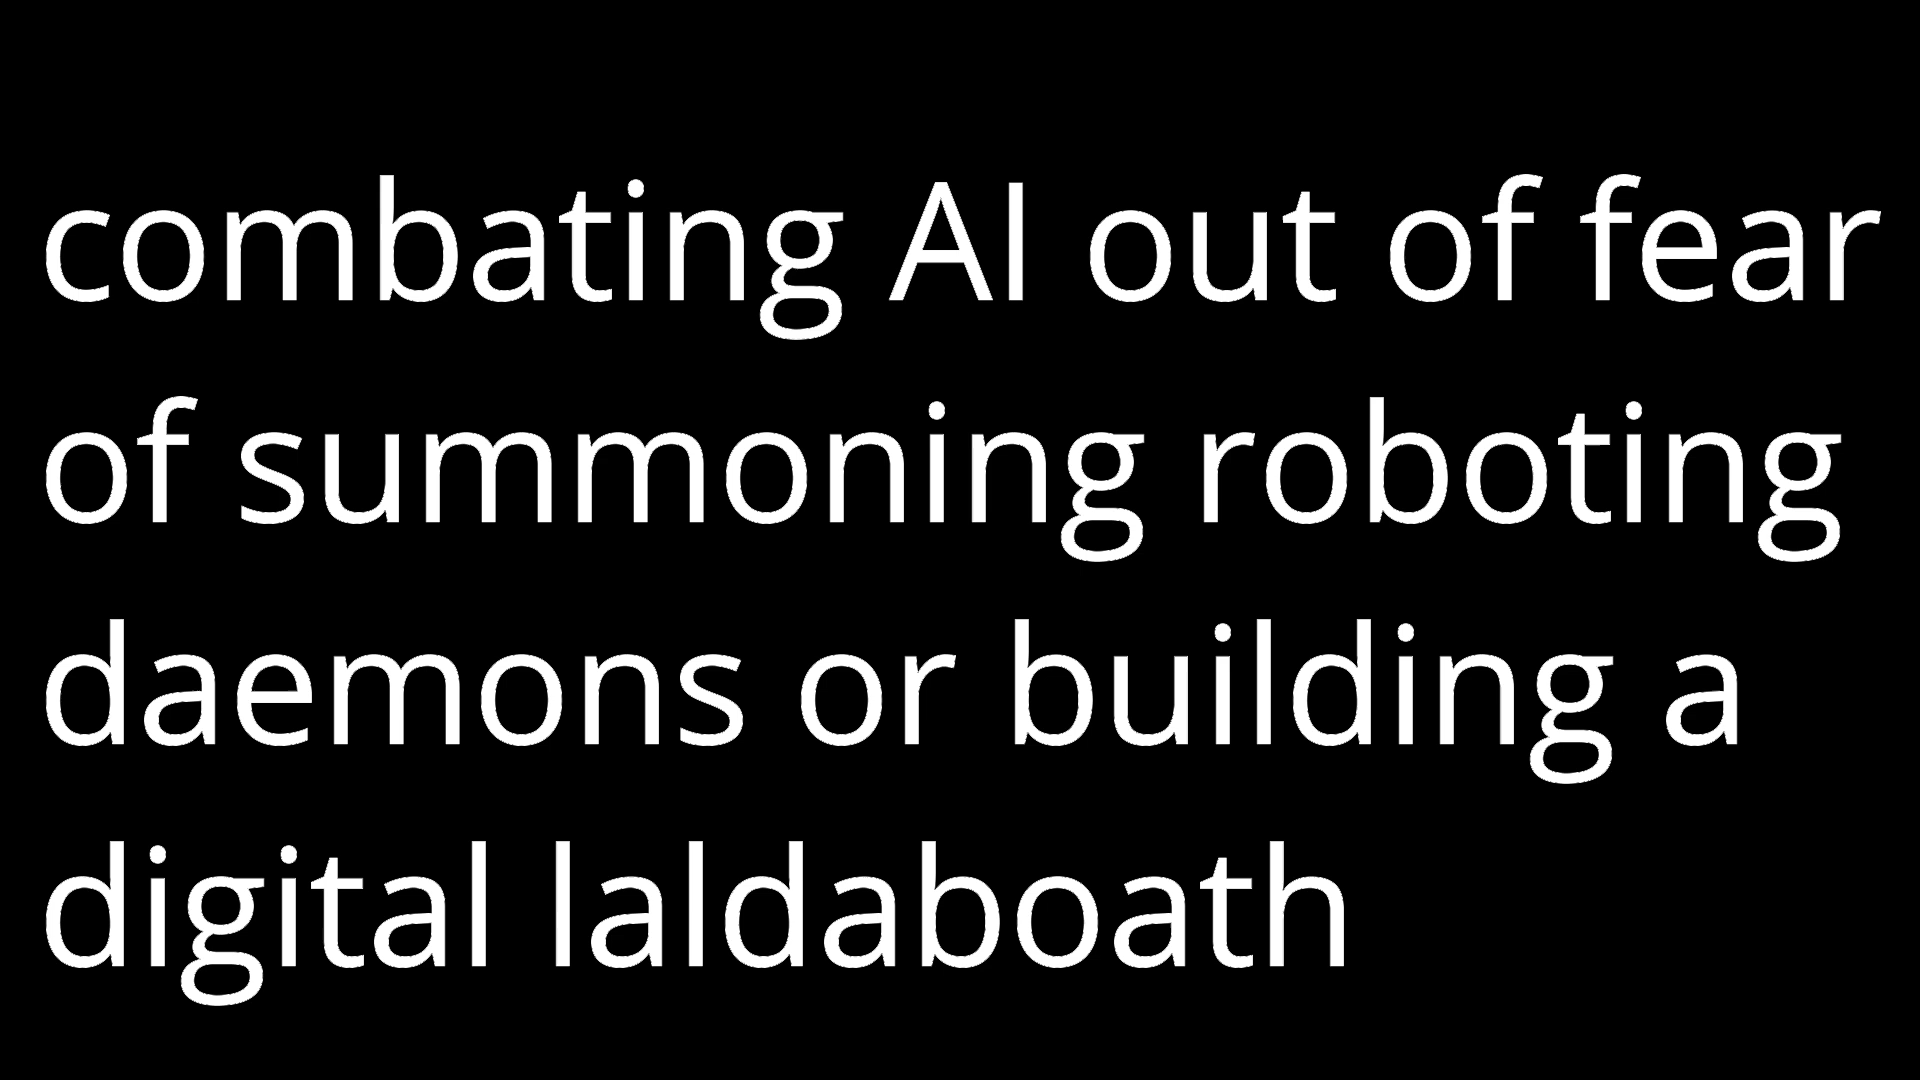 combating AI out of fear
of summoning roboting
daemons or building a
digital laldaboath